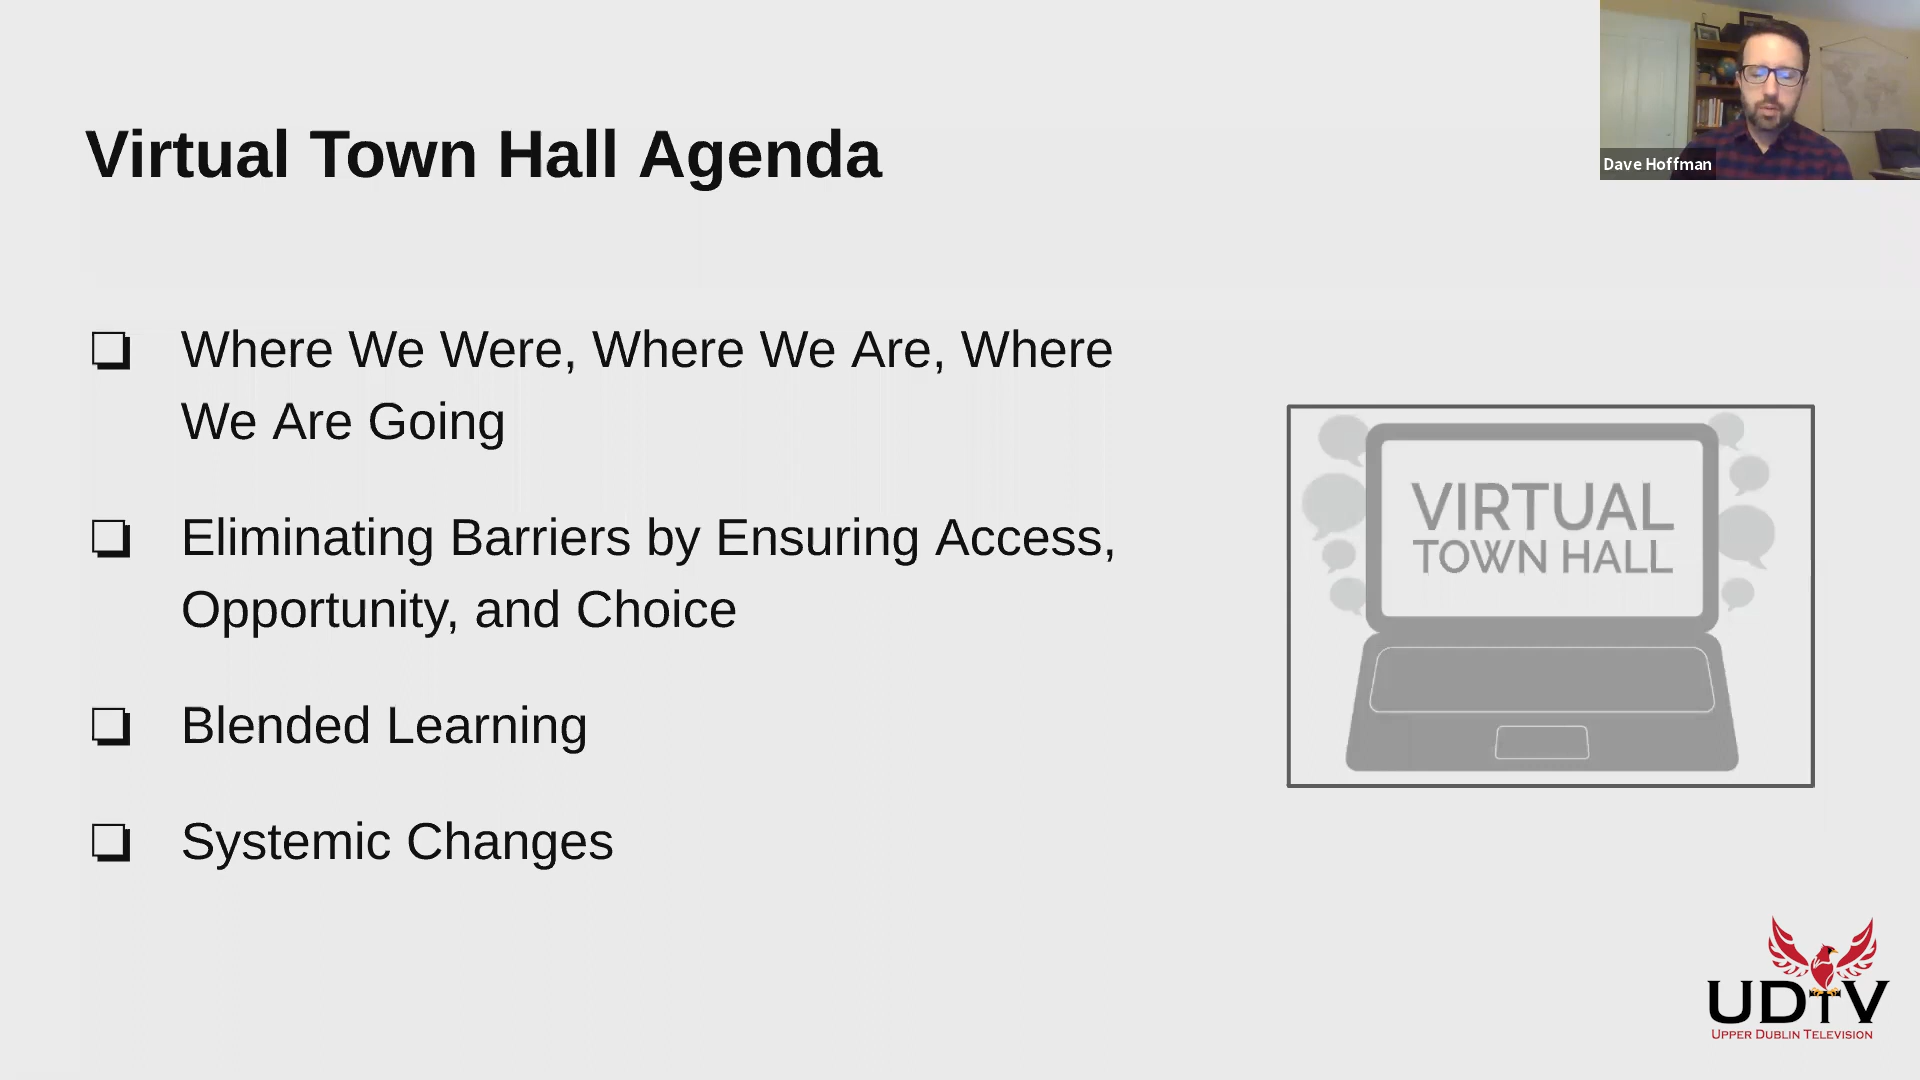 Virtual Town Hall Agenda
Dave Hoffman
❏ Where We Were, Where We Are, Where
We Are Going
❏ Eliminating Barriers by Ensuring Access,
Opportunity, and Choice
❏ Blended Learning
❏ Systemic Changes
VIRTUAL
TOWN HALL
UDTV
UPPER DUBLIN TELEVISION